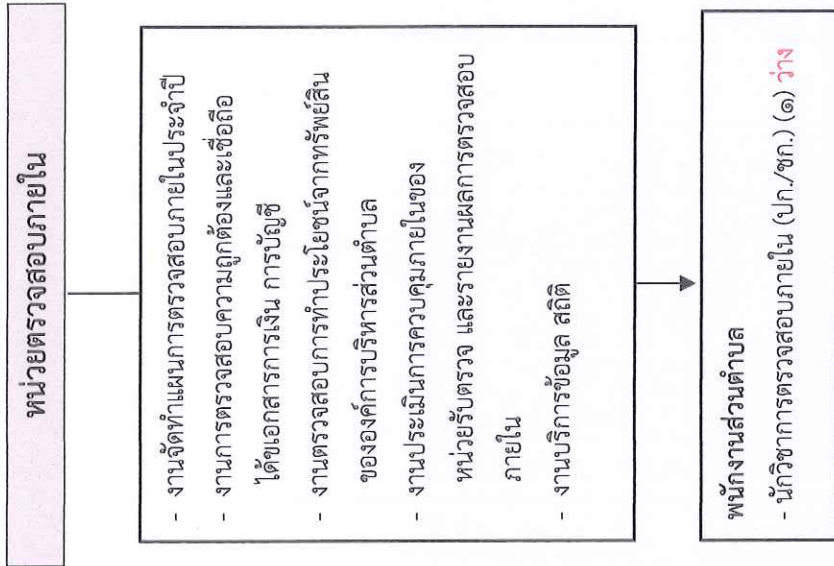 หน่วยตรวจสอบภายใน
- งานจัดทำแผนการตรวจสอบภายในประจำปี
- งานการตรวจสอบความถูกต้องและเชื่อถือ
ได้ขเอกสารการเงิน การบัญชี
- งานตรวจสอบการทำประโยชน์จากทรัพย์สิน
ขององค์การบริหารส่วนตำบล
- งานประเมินการควบคุมภายในของ
หน่วยรับตรวจ และรายงานผลการตรวจสอบ
ภายใน
- งานบริการข้อมูล สถิติ
พนักงานส่วนตำบล
- นักวิชาการตรวจสอบภายใน (ปก./ชก.) (๑) ว่าง